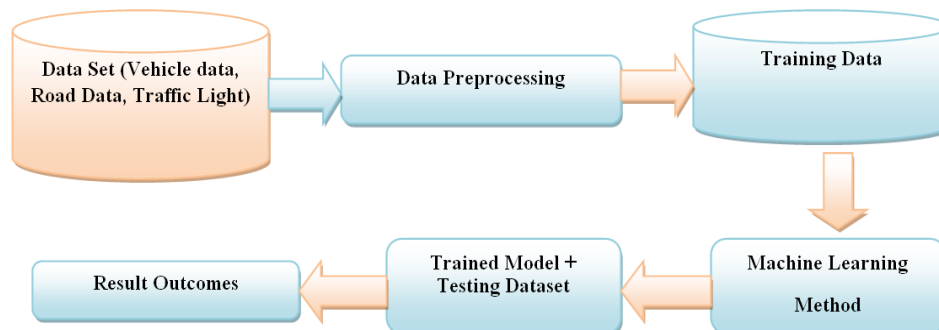 Data Set (Vehicle data,
Road Data, Traffic Light)
Data Preprocessing
Training Data
Machine Learning
Method
Trained Model +
Testing Dataset
Result Outcomes